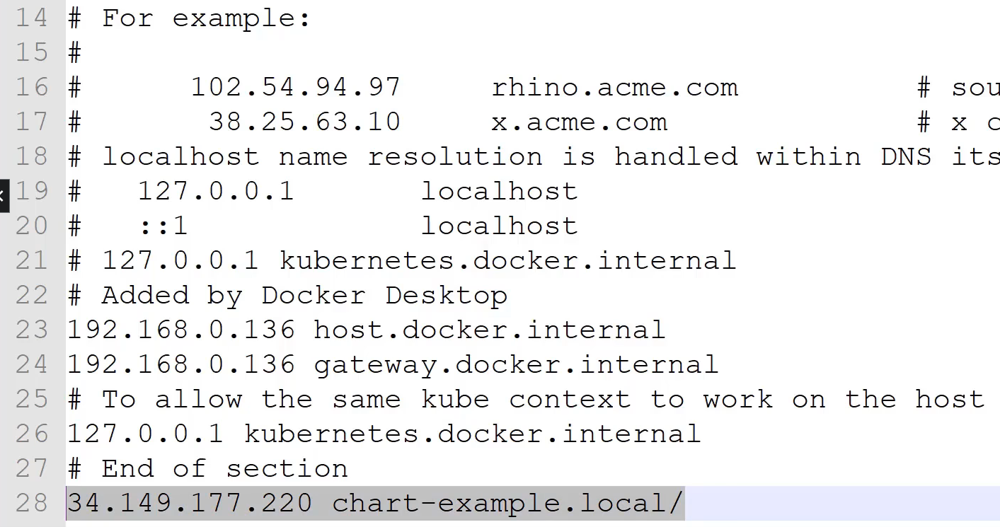 14 # For example:
15 #
16 # 102.54.94.97 rhino.acme.com # sou
17 # 38.25.63.10 x.acme.com # x c
18 # localhost name resolution is handled within DNS its
19 # 127.0.0.1 localhost
20 # ::1 localhost
21 # 127.0.0.1 kubernetes.docker.internal
22 # Added by Docker Desktop
23 192.168.0.136 host.docker.internal
24 192.168.0.136 gateway.docker.internal
25 # To allow the same kube context to work on the host
26 127.0.0.1 kubernetes.docker.internal
27 # End of section
28 34.149.177.220 chart-example.local/